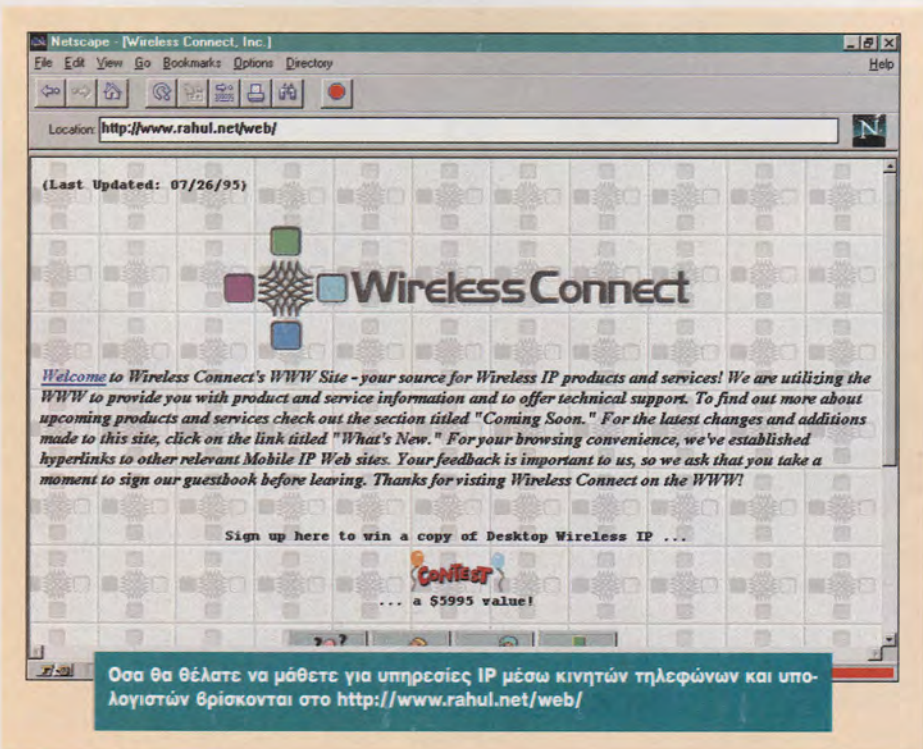 Netscape - [Wireless Connect, Inc.]
File Edit View Go Bookmarks Options Directory Help
Location: http://www.rahul.net/web/
N
(Last Updated: 07/26/95)
Wireless Connect
Welcome to Wireless Connect's WWW Site - your source for Wireless IP products and services! We are utilizing the
WWW to provide you with product and service information and to offer technical support. To find out more about
upcoming products and services check out the section titled "Coming Soon." For the latest changes and additions
made to this site, click on the link titled "What's New." For your browsing convenience, we've established
hyperlinks to other relevant Mobile IP Web sites. Your feedback is important to us, so we ask that you take a
moment to sign our guestbook before leaving. Thanks for visting Wireless Connect on the WWW!
Sign up here to win a copy of Desktop Wireless IP ...
CONTEST
... a $5995 value!
? ?
Οσα θα θέλατε να μάθετε για υπηρεσίες IP μέσω κινητών τηλεφώνων και υπο-
λογιστών βρίσκονται στο http://www.rahul.net/web/